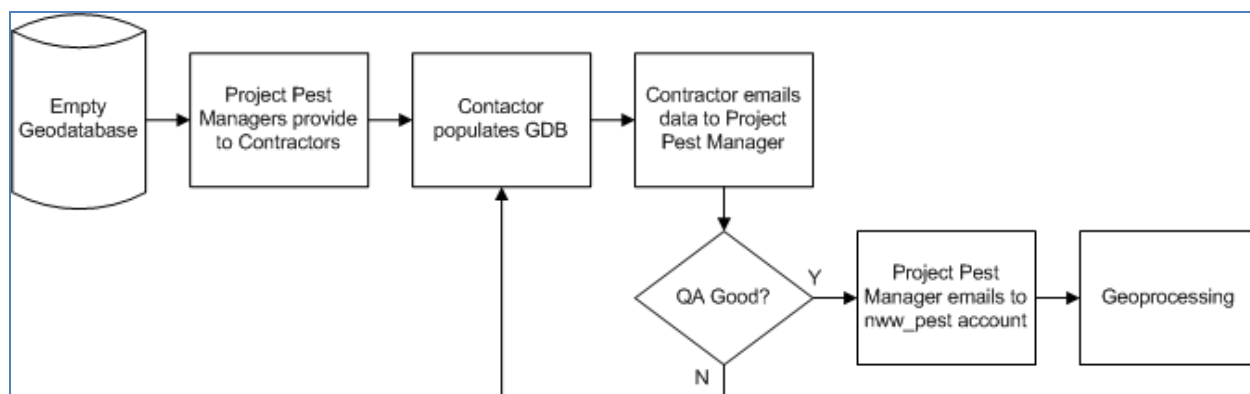 Empty
Geodatabase
Project Pest
Managers provide
to Contractors
Contactor
populates GDB
Contractor emails
data to Project
Pest Manager
QA Good?
Y
Project Pest
Manager emails to
nww_pest account
Geoprocessing
N